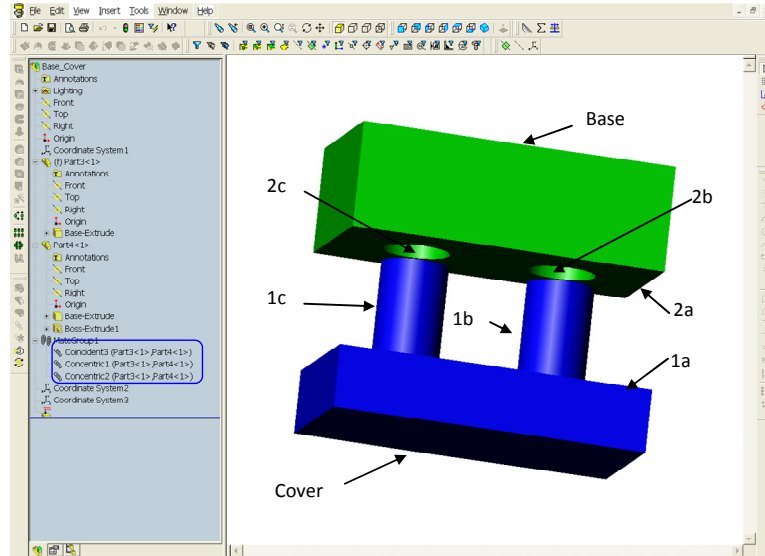 File Edit View Insert Tools Window Help
Base_Cover
Annotations
Lighting
Front
Top
Right
Origin
Coordinate System1
(f) Part3<1>
Annotations
Front
Top
Right
Origin
Base-Extrude
Part4<1>
Annotations
Front
Top
Right
Origin
Base-Extrude
Boss-Extrude1
MateGroup1
Coincident3 (Part3<1>,Part4<1>)
Concentric1 (Part3<1>,Part4<1>)
Concentric2 (Part3<1>,Part4<1>)
Coordinate System2
Coordinate System3
Base
2c
2b
1c
1b
2a
1a
Cover